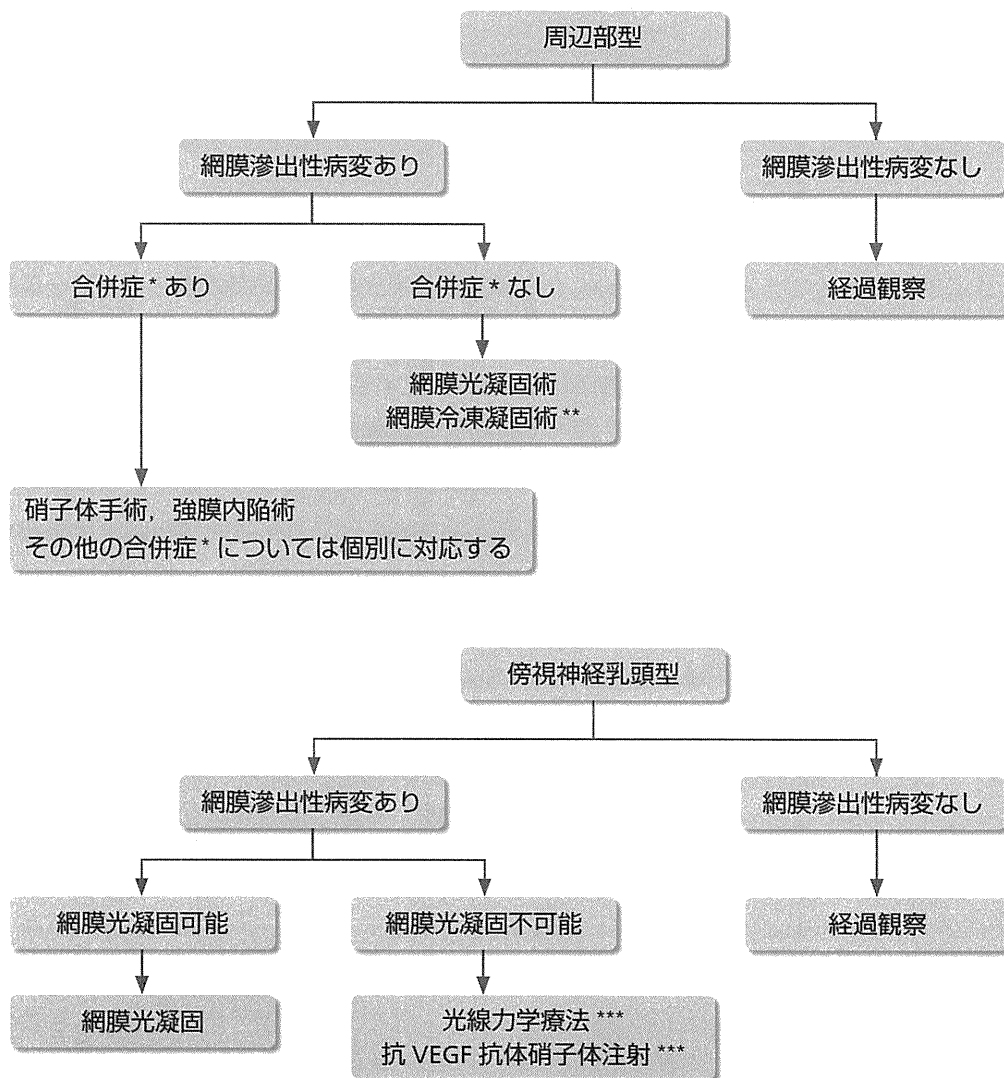 周辺部型
網膜滲出性病変あり
網膜滲出性病変なし
合併症* あり
合併症* なし
経過観察
網膜光凝固術
網膜冷凍凝固術**
硝子体手術，強膜内陥術
その他の合併症* については個別に対応する
傍視神経乳頭型
網膜滲出性病変あり
網膜滲出性病変なし
網膜光凝固可能
網膜光凝固不可能
経過観察
網膜光凝固
光線力学療法***
抗 VEGF 抗体硝子体注射***